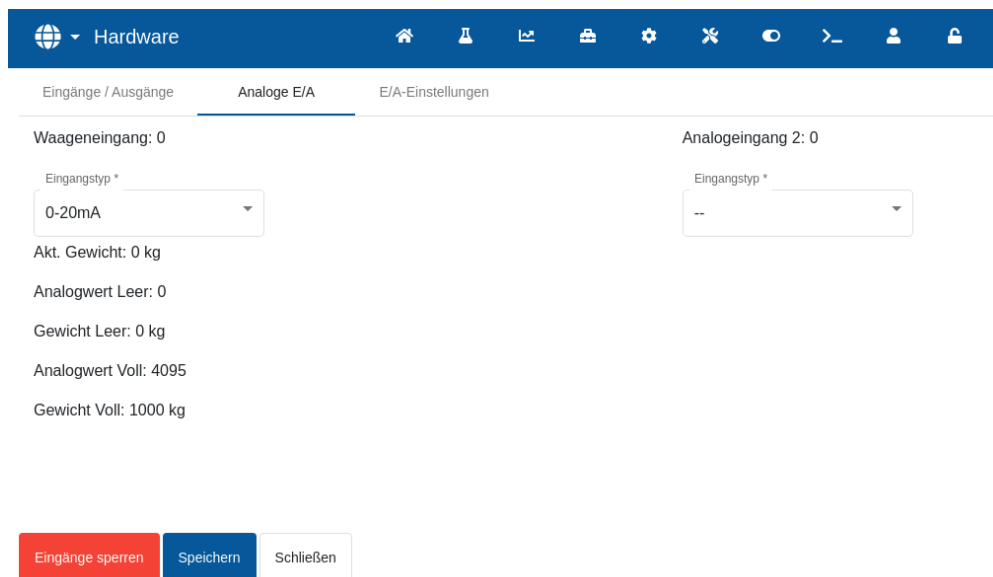 Hardware
Eingänge / Ausgänge
Analoge E/A
E/A-Einstellungen
Waageneingang: 0
Eingangstyp *
0-20mA
Akt. Gewicht: 0 kg
Analogwert Leer: 0
Gewicht Leer: 0 kg
Analogwert Voll: 4095
Gewicht Voll: 1000 kg
Analogeingang 2: 0
Eingangstyp *
--
Eingänge sperren
Speichern
Schließen